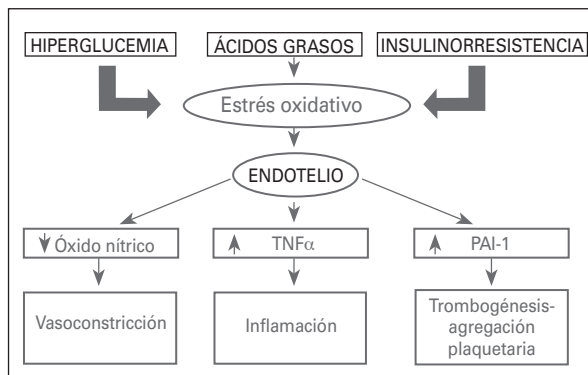 HIPERGLUCEMIA
ÁCIDOS GRASOS
INSULINORRESISTENCIA
Estrés oxidativo
ENDOTELIO
Óxido nítrico
TNFα
PAI-1
Vasoconstricción
Inflamación
Trombogénesis-
agregación
plaquetaria